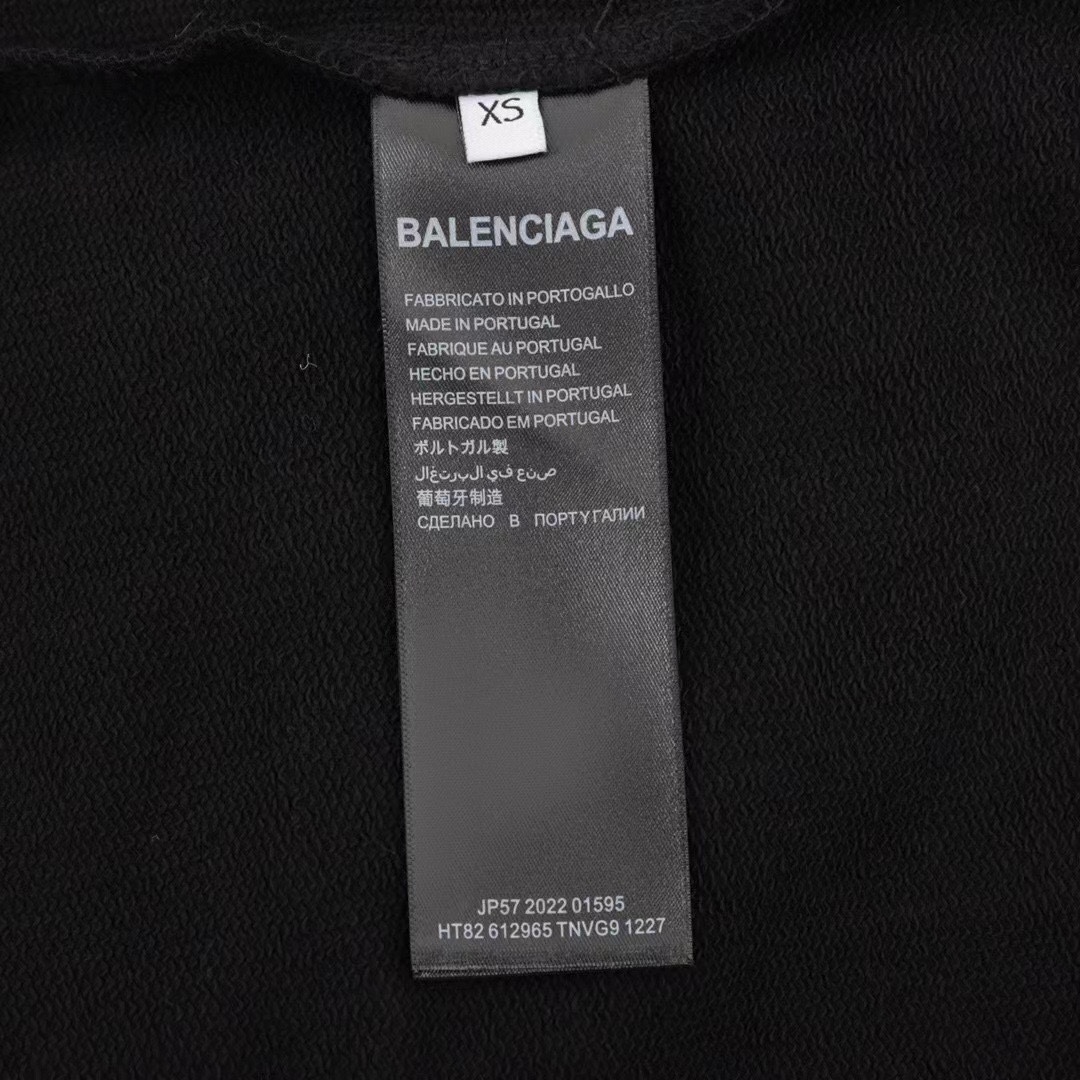 XS
BALENCIAGA
FABBRICATO IN PORTOGALLO
MADE IN PORTUGAL
FABRIQUE AU PORTUGAL
HECHO EN PORTUGAL
HERGESTELLT IN PORTUGAL
FABRICADO EM PORTUGAL
ポルトガル製
صنع في البرتغال
葡萄牙制造
СДЕЛАНО В ПОРТУГАЛИИ
JP57 2022 01595
HT82 612965 TNVG9 1227